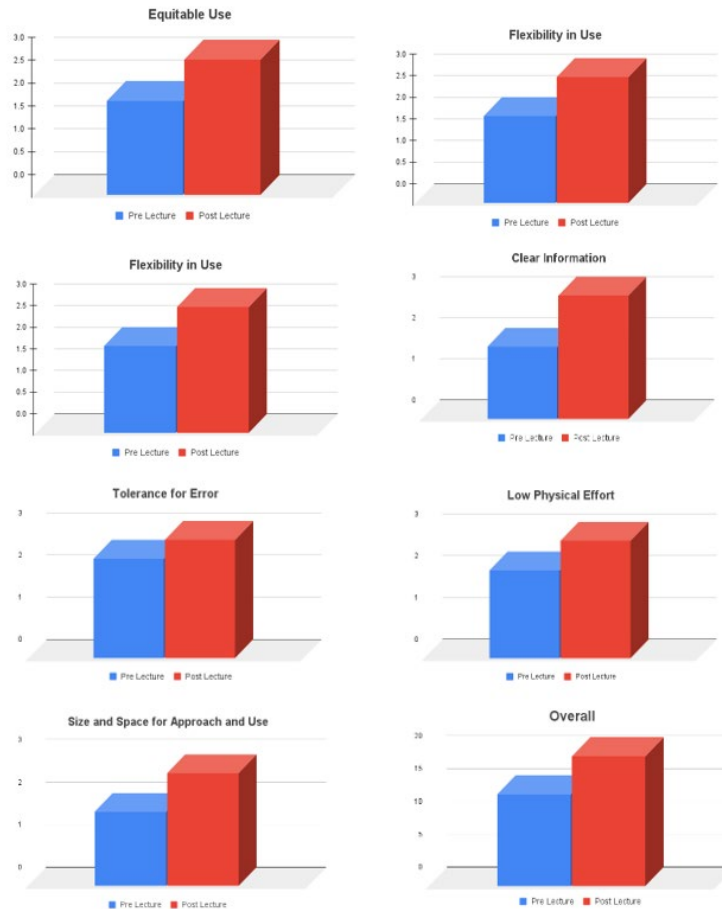 Equitable Use
3.0
2.5
2.0
1.5
1.0
0.5
0.0
Pre Lecture Post Lecture
Flexibility in Use
3.0
2.5
2.0
1.5
1.0
0.5
0.0
Pre Lecture Post Lecture
Flexibility in Use
3.0
2.5
2.0
1.5
1.0
0.5
0.0
Pre Lecture Post Lecture
Clear Information
3
2
1
0
Pre Lecture Post Lecture
Tolerance for Error
3
2
1
0
Pre Lecture Post Lecture
Low Physical Effort
3
2
1
0
Pre Lecture Post Lecture
Size and Space for Approach and Use
3
2
1
0
Pre Lecture Post Lecture
Overall
20
15
10
5
0
Pre Lecture Post Lecture